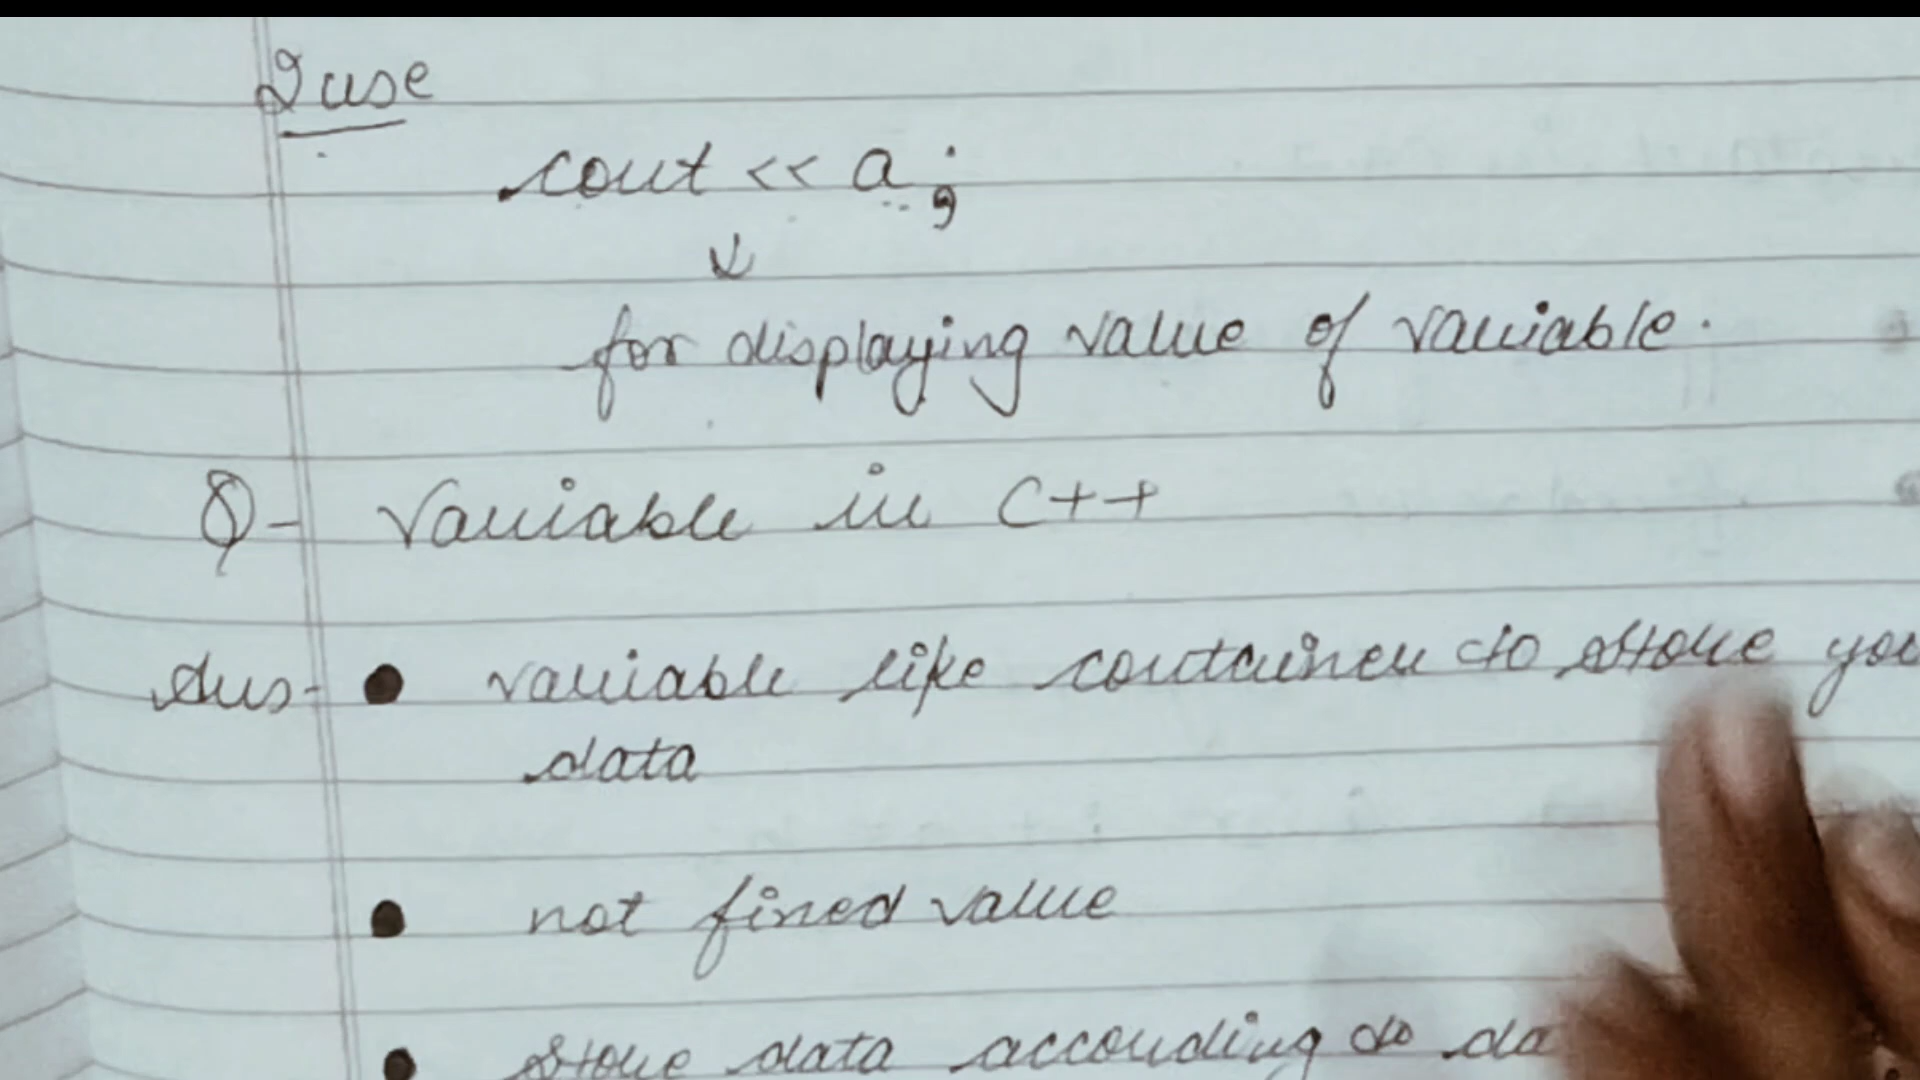 2 use
cout << a ;
for displaying value of variable.
Q- Variable in C++
Ans- • variable like container to store
data
• not fixed value
• store data according to